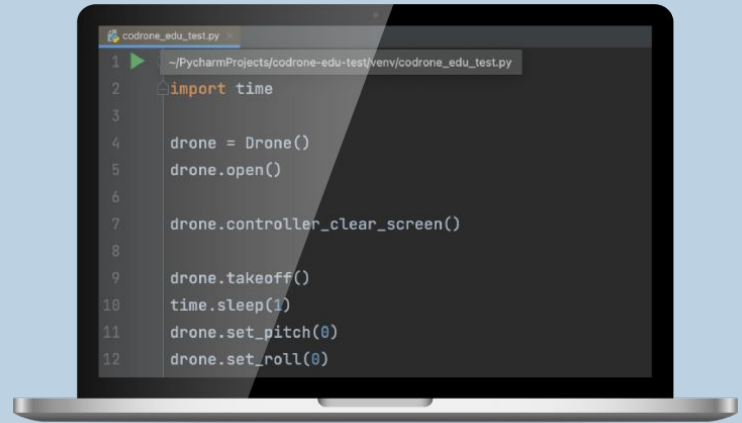 codrone_edu_test.py
1 ~/PycharmProjects/codrone-edu-test/venv/codrone_edu_test.py
2 import time
3
4 drone = Drone()
5 drone.open()
6
7 drone.controller_clear_screen()
8
9 drone.takeoff()
10 time.sleep(1)
11 drone.set_pitch(0)
12 drone.set_roll(0)